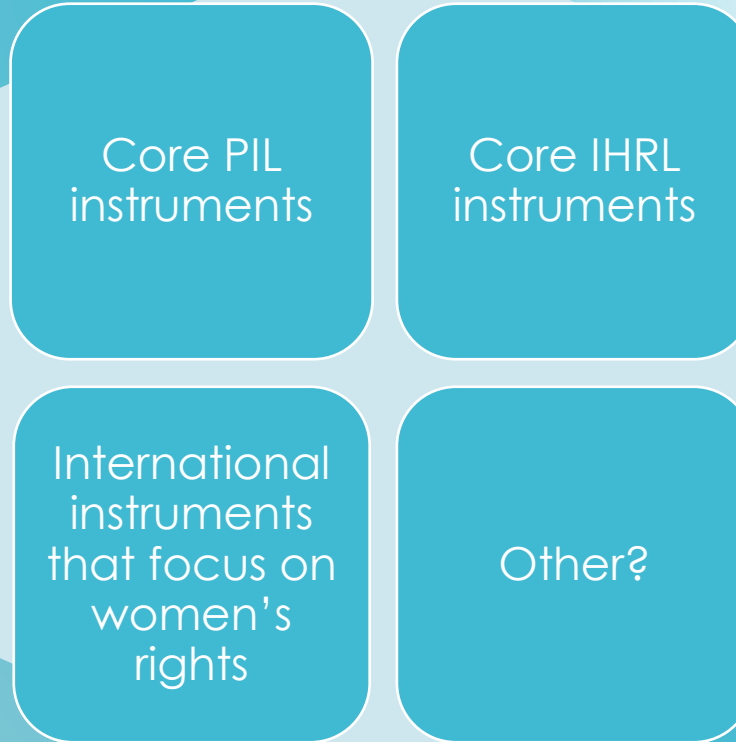 Core PIL
instruments
Core IHRL
instruments
International
instruments
that focus on
women’s
rights
Other?